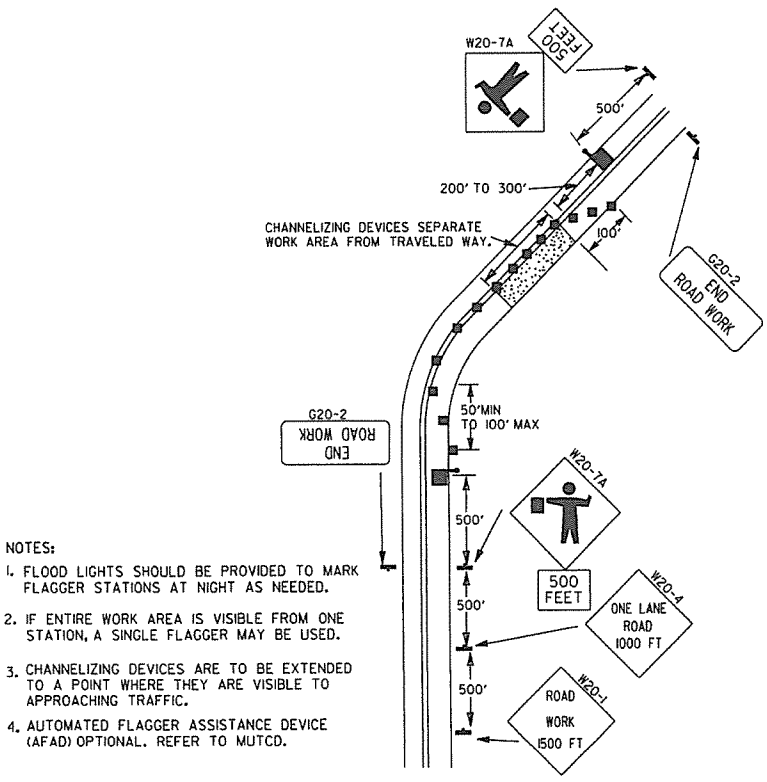 W20-7A
500
FEET
500'
200' TO 300'
CHANNELIZING DEVICES SEPARATE
WORK AREA FROM TRAVELED WAY.
100'
G20-2
END
ROAD WORK
G20-2
END
ROAD WORK
50'MIN
TO 100' MAX
W20-7A
500'
500
FEET
W20-4
ONE LANE
ROAD
1000 FT
500'
W20-1
ROAD
WORK
1500 FT
500'
NOTES:
1. FLOOD LIGHTS SHOULD BE PROVIDED TO MARK
FLAGGER STATIONS AT NIGHT AS NEEDED.
2. IF ENTIRE WORK AREA IS VISIBLE FROM ONE
STATION, A SINGLE FLAGGER MAY BE USED.
3. CHANNELIZING DEVICES ARE TO BE EXTENDED
TO A POINT WHERE THEY ARE VISIBLE TO
APPROACHING TRAFFIC.
4. AUTOMATED FLAGGER ASSISTANCE DEVICE
(AFAD) OPTIONAL. REFER TO MUTCD.